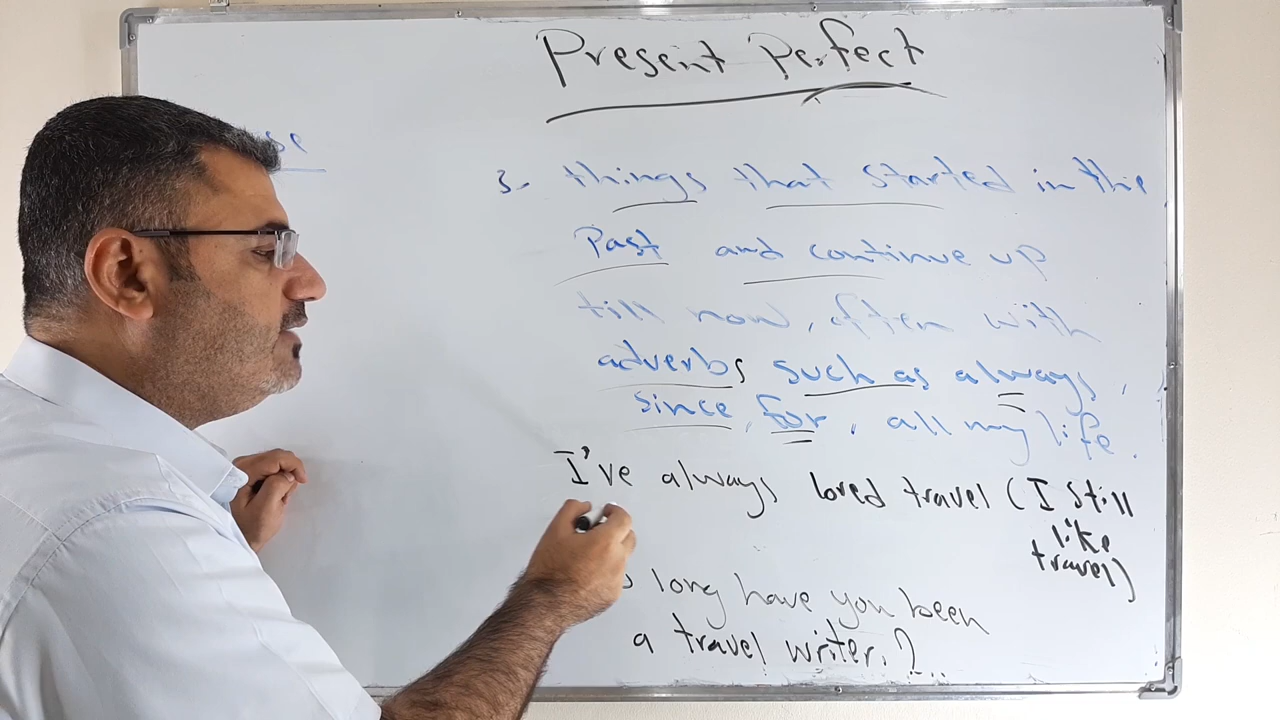 Present Perfect
se
3- things that started in the
Past and continue up
till now, often with
adverbs such as always,
since, for, all my life.
I've always loved travel (I still
like
travel)
long have you been
a travel writer?